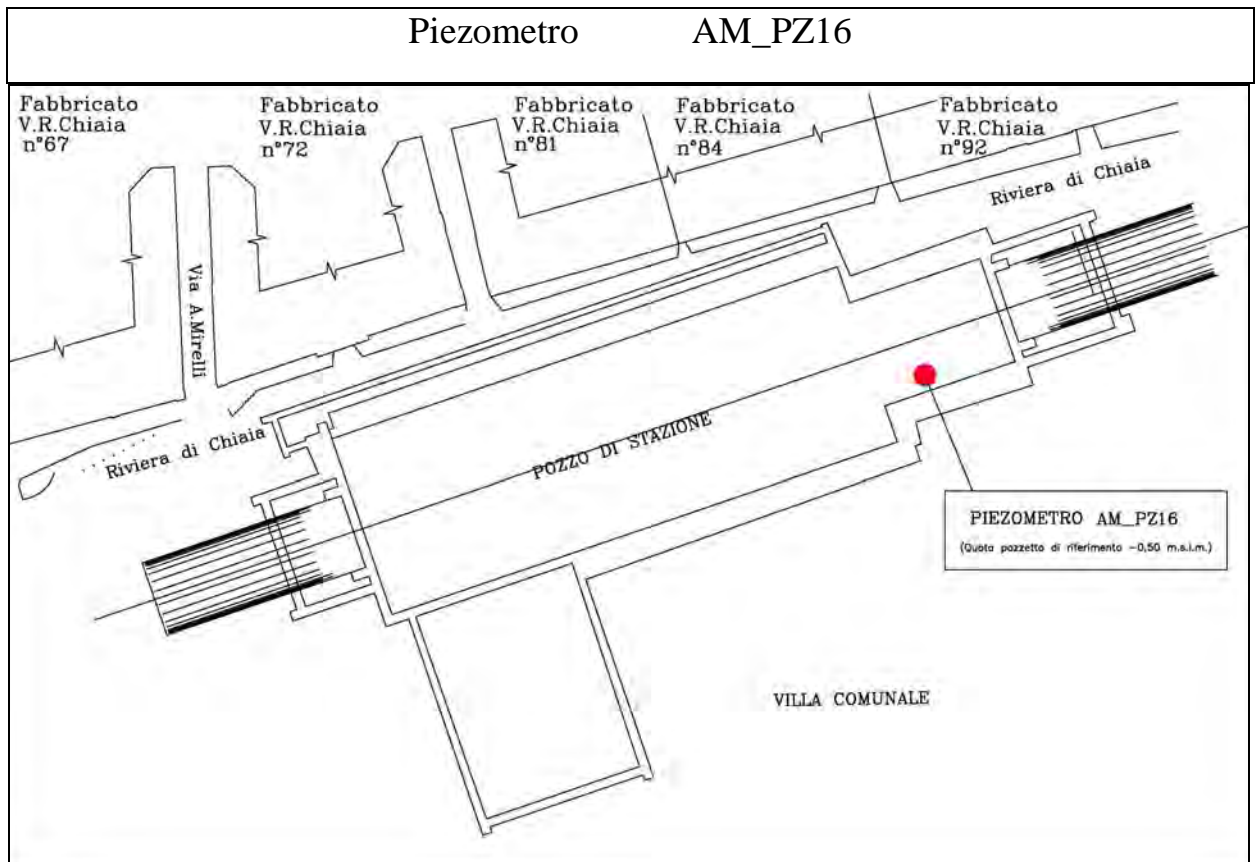 Piezometro AM_PZ16
Fabbricato
V.R.Chiaia
n°67
Fabbricato
V.R.Chiaia
n°72
Fabbricato
V.R.Chiaia
n°81
Fabbricato
V.R.Chiaia
n°84
Fabbricato
V.R.Chiaia
n°92
Riviera di Chiaia
Via A.Mirelli
Riviera di Chiaia
POZZO DI STAZIONE
PIEZOMETRO AM_PZ16
(Quota pozzetto di riferimento -0,50 m.s.l.m.)
VILLA COMUNALE